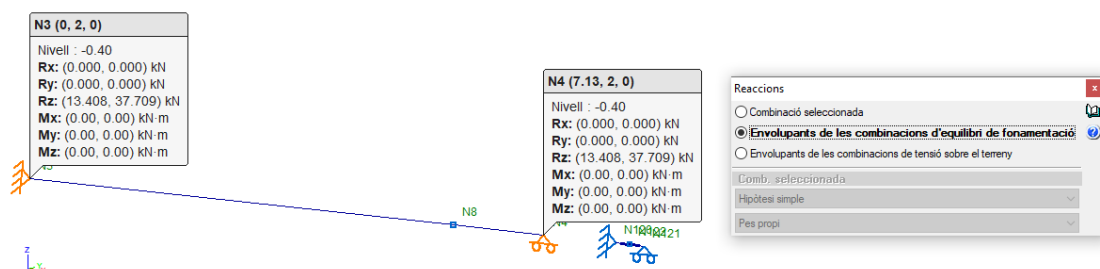 N3 (0, 2, 0)
Nivell : -0.40
Rx: (0.000, 0.000) kN
Ry: (0.000, 0.000) kN
Rz: (13.408, 37.709) kN
Mx: (0.00, 0.00) kN·m
My: (0.00, 0.00) kN·m
Mz: (0.00, 0.00) kN·m
N8
N4 (7.13, 2, 0)
Nivell : -0.40
Rx: (0.000, 0.000) kN
Ry: (0.000, 0.000) kN
Rz: (13.408, 37.709) kN
Mx: (0.00, 0.00) kN·m
My: (0.00, 0.00) kN·m
Mz: (0.00, 0.00) kN·m
Z
Reaccions
x
Combinació seleccionada
Envolupants de les combinacions d'equilibri de fonamentació
Envolupants de les combinacions de tensió sobre el terreny
Comb. seleccionada
Hipòtesi simple
Pes propi